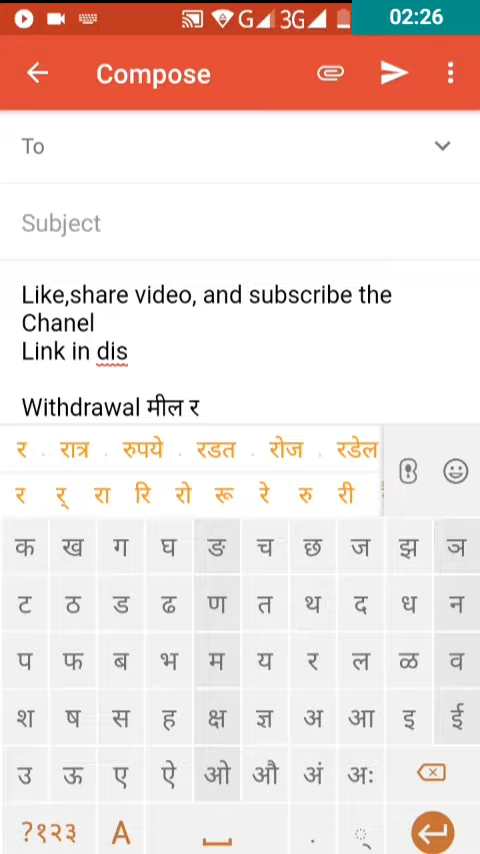 G 3G 02:26
Compose
To
Subject
Like,share video, and subscribe the
Chanel
Link in dis
Withdrawal मील र
र रात्र रुपये रडत रोज रडेल
र र् रा रि रो रू रे रु री
क ख ग घ ङ च छ ज झ ञ
ट ठ ड ढ ण त थ द ध न
प फ ब भ म य र ल ळ व
श ष स ह क्ष ज्ञ अ आ इ ई
उ ऊ ए ऐ ओ औ अं अः
?१२३ A . ्